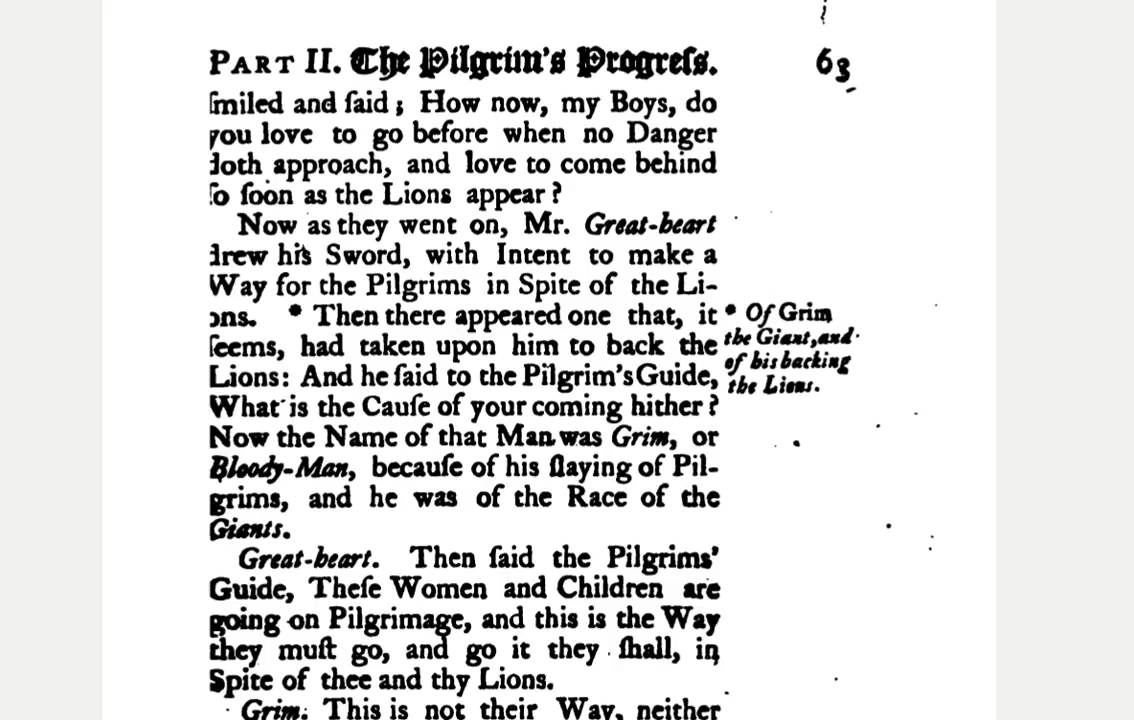 PART II. The Pilgrim's Progreſs. 63
ſmiled and ſaid; How now, my Boys, do
you love to go before when no Danger
doth approach, and love to come behind
ſo ſoon as the Lions appear?
Now as they went on, Mr. Great-heart
drew his Sword, with Intent to make a
Way for the Pilgrims in Spite of the Li-
ons. * Then there appeared one that, it
ſeems, had taken upon him to back the
Lions: And he ſaid to the Pilgrim's Guide,
What is the Cauſe of your coming hither?
Now the Name of that Man was Grim, or
Bloody-Man, becauſe of his ſlaying of Pil-
grims, and he was of the Race of the
Giants.
* Of Grim
the Giant, and
of his backing
the Lions.
Great-heart. Then ſaid the Pilgrims'
Guide, Theſe Women and Children are
going on Pilgrimage, and this is the Way
they muſt go, and go it they ſhall, in
Spite of thee and thy Lions.
Grim. This is not their Way, neither